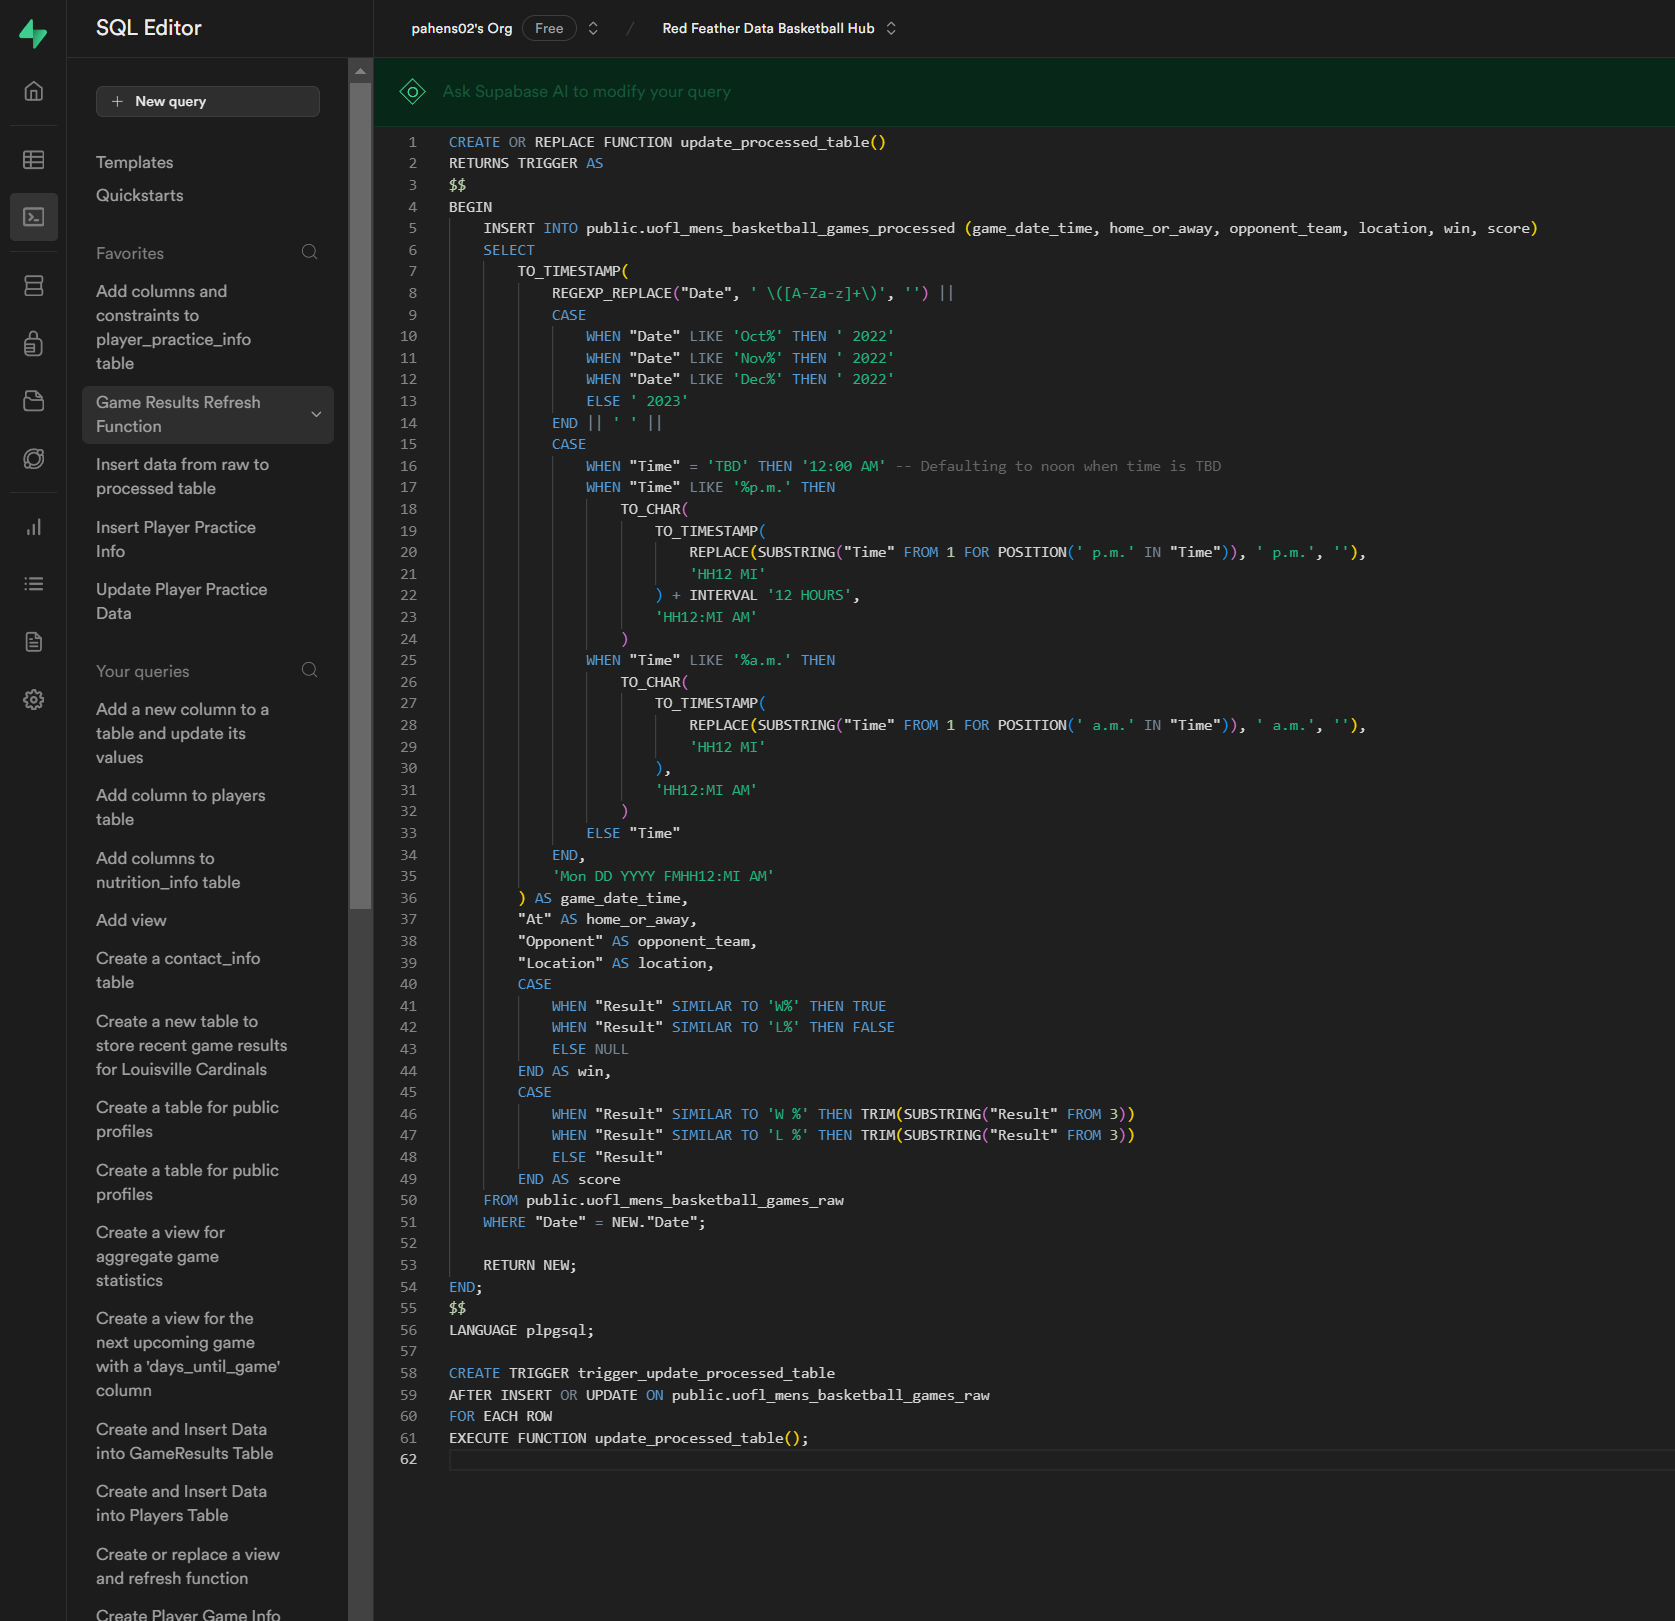 SQL Editor
pahens02's Org
Free
/
Red Feather Data Basketball Hub
+ New query
Templates
Quickstarts
Favorites
Add columns and
constraints to
player_practice_info
table
Game Results Refresh
Function
Insert data from raw to
processed table
Insert Player Practice
Info
Update Player Practice
Data
Your queries
Add a new column to a
table and update its
values
Add column to players
table
Add columns to
nutrition_info table
Add view
Create a contact_info
table
Create a new table to
store recent game results
for Louisville Cardinals
Create a table for public
profiles
Create a table for public
profiles
Create a view for
aggregate game
statistics
Create a view for the
next upcoming game
with a 'days_until_game'
column
Create and Insert Data
into GameResults Table
Create and Insert Data
into Players Table
Create or replace a view
and refresh function
Create Player Game Info
Ask Supabase AI to modify your query
1 CREATE OR REPLACE FUNCTION update_processed_table()
2 RETURNS TRIGGER AS
3 $$
4 BEGIN
5     INSERT INTO public.uofl_mens_basketball_games_processed (game_date_time, home_or_away, opponent_team, location, win, score)
6     SELECT
7         TO_TIMESTAMP(
8             REGEXP_REPLACE("Date", ' \([A-Za-z]+\)', '') ||
9             CASE
10                 WHEN "Date" LIKE 'Oct%' THEN ' 2022'
11                 WHEN "Date" LIKE 'Nov%' THEN ' 2022'
12                 WHEN "Date" LIKE 'Dec%' THEN ' 2022'
13                 ELSE ' 2023'
14             END || ' ' ||
15             CASE
16                 WHEN "Time" = 'TBD' THEN '12:00 AM' -- Defaulting to noon when time is TBD
17                 WHEN "Time" LIKE '%p.m.' THEN
18                     TO_CHAR(
19                         TO_TIMESTAMP(
20                             REPLACE(SUBSTRING("Time" FROM 1 FOR POSITION(' p.m.' IN "Time")), ' p.m.', ''),
21                             'HH12 MI'
22                         ) + INTERVAL '12 HOURS',
23                         'HH12:MI AM'
24                     )
25                 WHEN "Time" LIKE '%a.m.' THEN
26                     TO_CHAR(
27                         TO_TIMESTAMP(
28                             REPLACE(SUBSTRING("Time" FROM 1 FOR POSITION(' a.m.' IN "Time")), ' a.m.', ''),
29                             'HH12 MI'
30                         ),
31                         'HH12:MI AM'
32                     )
33                 ELSE "Time"
34             END,
35             'Mon DD YYYY FMHH12:MI AM'
36         ) AS game_date_time,
37         "At" AS home_or_away,
38         "Opponent" AS opponent_team,
39         "Location" AS location,
40         CASE
41             WHEN "Result" SIMILAR TO 'W%' THEN TRUE
42             WHEN "Result" SIMILAR TO 'L%' THEN FALSE
43             ELSE NULL
44         END AS win,
45         CASE
46             WHEN "Result" SIMILAR TO 'W %' THEN TRIM(SUBSTRING("Result" FROM 3))
47             WHEN "Result" SIMILAR TO 'L %' THEN TRIM(SUBSTRING("Result" FROM 3))
48             ELSE "Result"
49         END AS score
50     FROM public.uofl_mens_basketball_games_raw
51     WHERE "Date" = NEW."Date";
52
53     RETURN NEW;
54 END;
55 $$
56 LANGUAGE plpgsql;
57
58 CREATE TRIGGER trigger_update_processed_table
59 AFTER INSERT OR UPDATE ON public.uofl_mens_basketball_games_raw
60 FOR EACH ROW
61 EXECUTE FUNCTION update_processed_table();
62